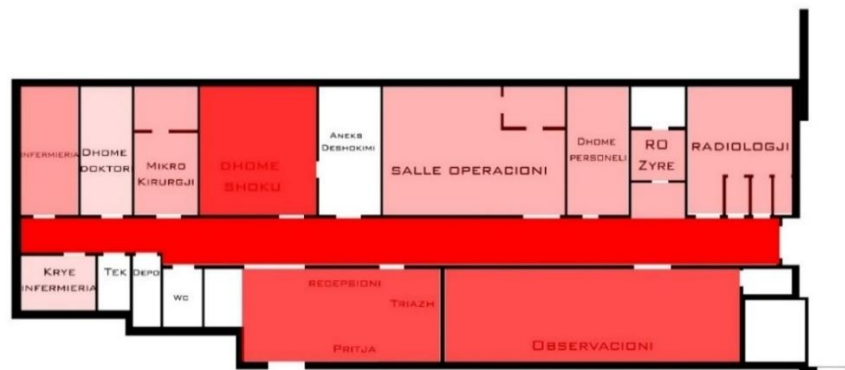 INFERMIERIA
DHOME
DOKTORI
MIKRO
KIRURGJI
DHOME
SHOKU
ANEKS
DESHOKIMI
SALLE OPERACIONI
DHOME
PERSONELI
RO
ZYRE
RADIOLOGJI
KRYE
INFERMIERIA
TEK
DEPO
WC
RECEPSIONI
TRIAZH
PRITJA
OBSERVACIONI